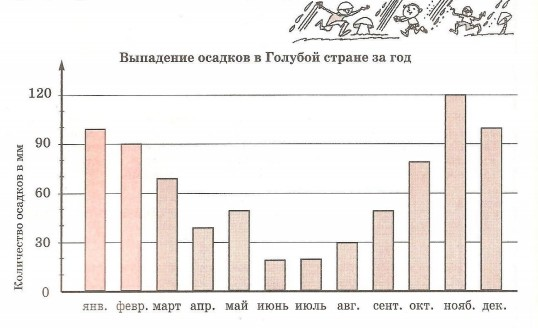 Выпадение осадков в Голубой стране за год
Количество осадков в мм
120
90
60
30
0
янв. февр. март апр. май июнь июль авг. сент. окт. нояб. дек.